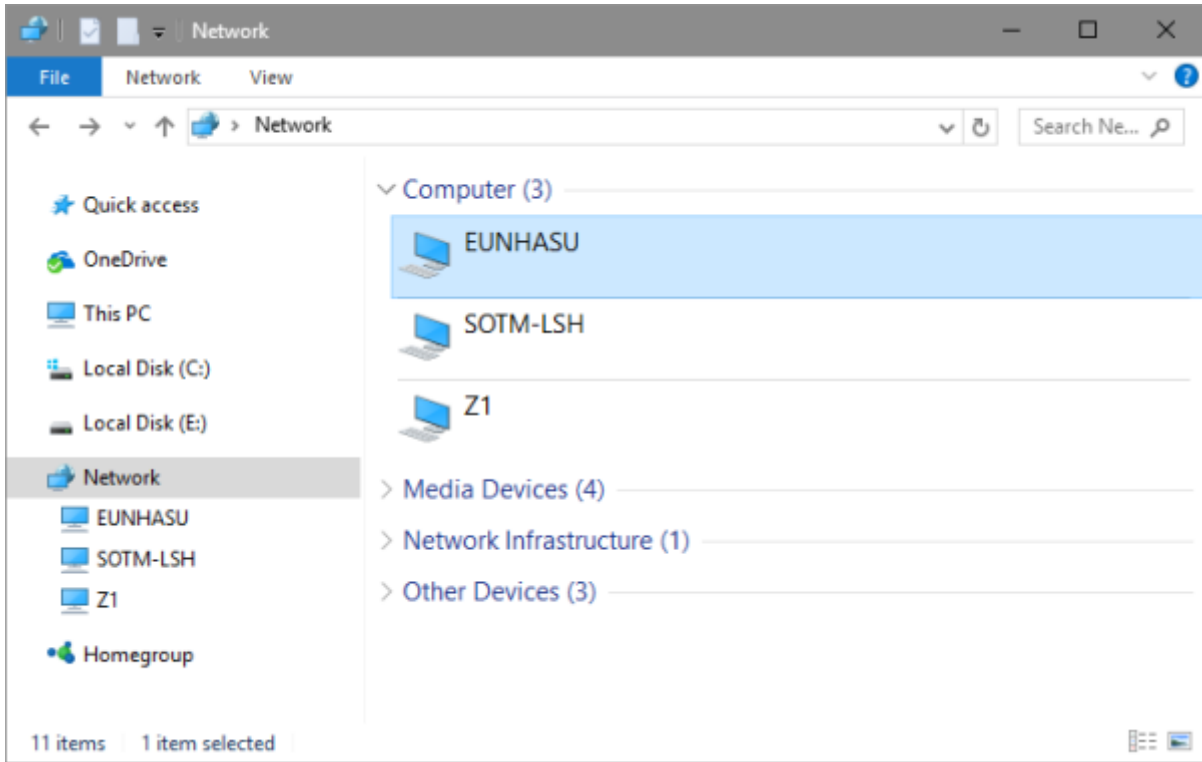 Network
File Network View
Network
Search Ne...
Quick access
OneDrive
This PC
Local Disk (C:)
Local Disk (E:)
Network
EUNHASU
SOTM-LSH
Z1
Homegroup
Computer (3)
EUNHASU
SOTM-LSH
Z1
Media Devices (4)
Network Infrastructure (1)
Other Devices (3)
11 items 1 item selected